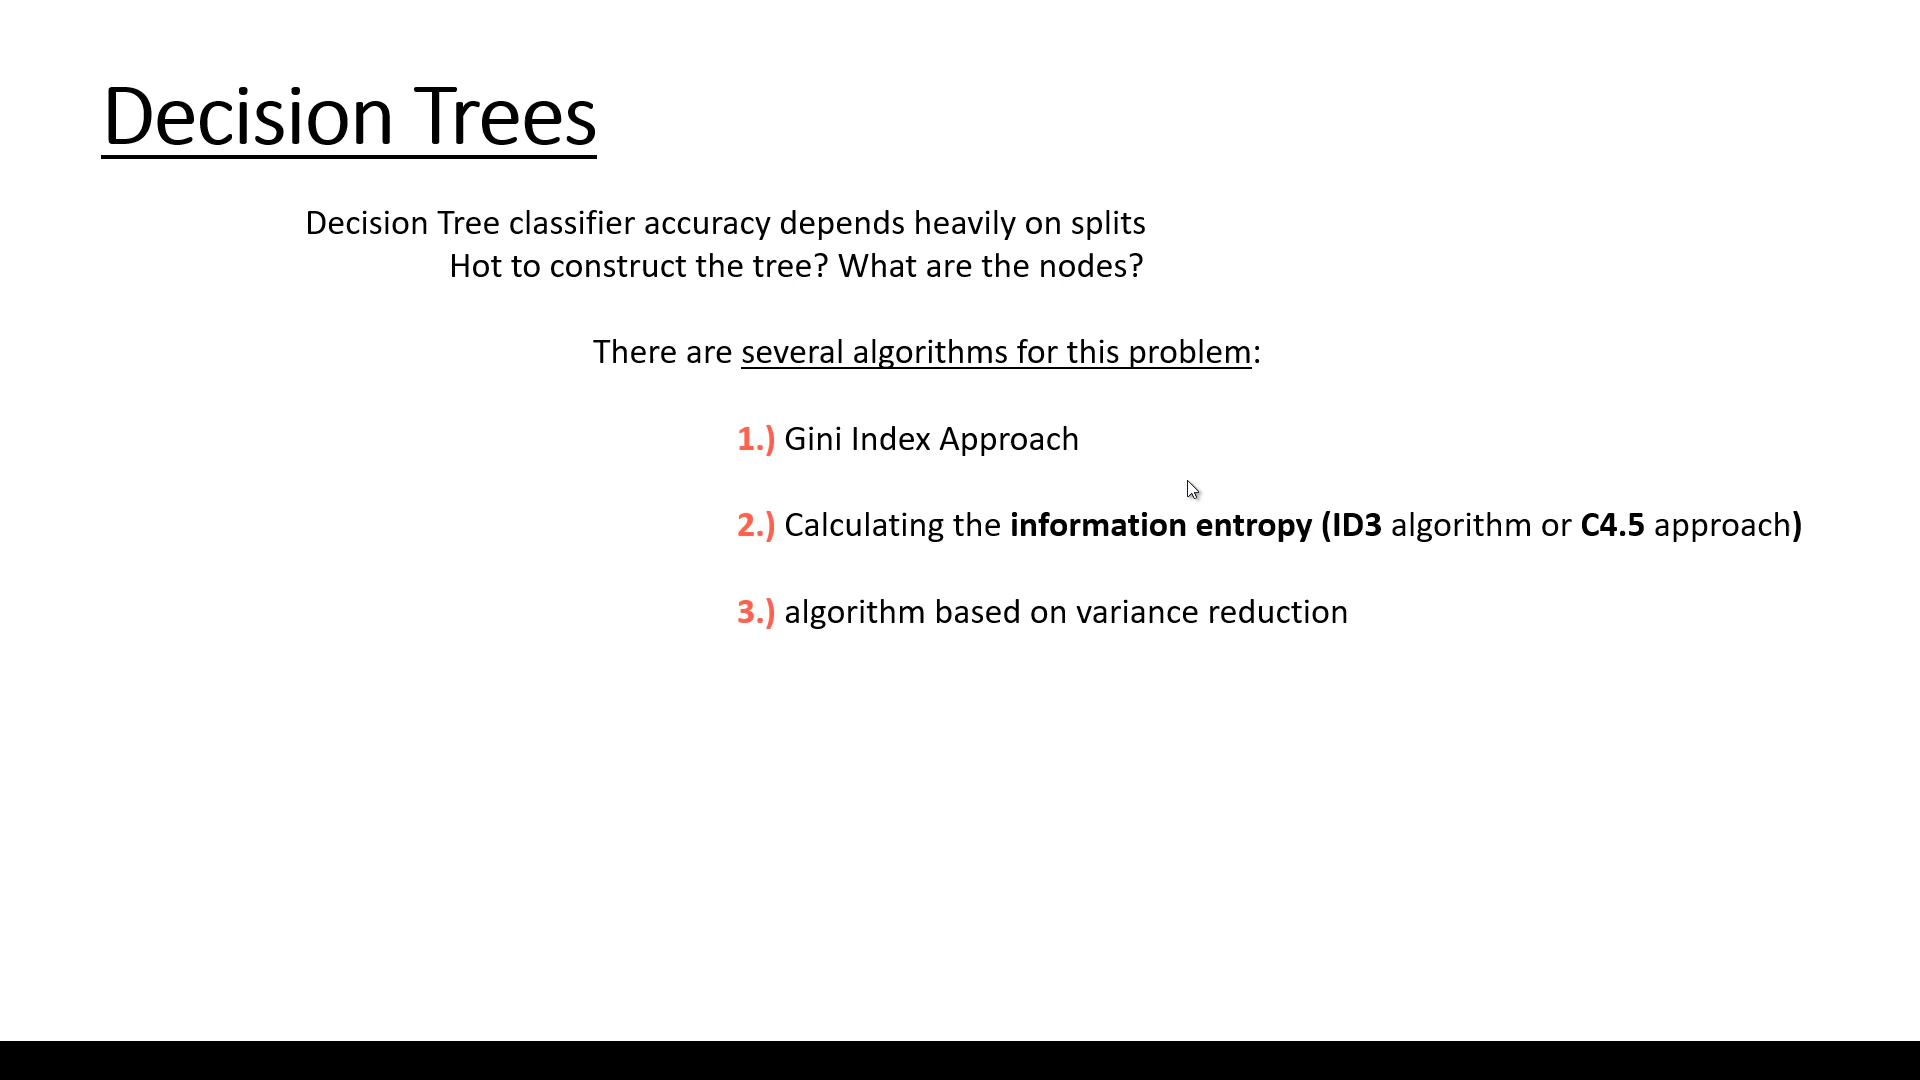 Decision Trees
Decision Tree classifier accuracy depends heavily on splits
Hot to construct the tree? What are the nodes?
There are several algorithms for this problem:
1.) Gini Index Approach
2.) Calculating the information entropy (ID3 algorithm or C4.5 approach)
3.) algorithm based on variance reduction